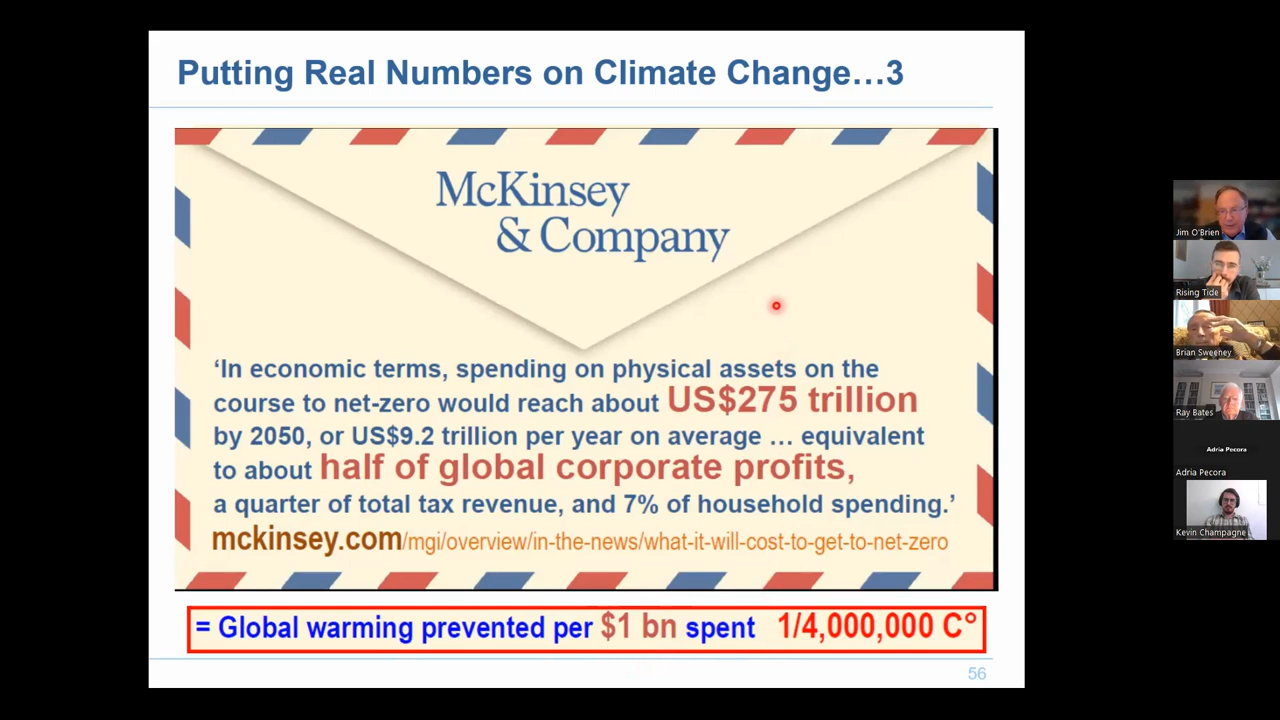 Putting Real Numbers on Climate Change…3
McKinsey
& Company
‘In economic terms, spending on physical assets on the
course to net-zero would reach about US$275 trillion
by 2050, or US$9.2 trillion per year on average … equivalent
to about half of global corporate profits,
a quarter of total tax revenue, and 7% of household spending.’
mckinsey.com/mgi/overview/in-the-news/what-it-will-cost-to-get-to-net-zero
= Global warming prevented per $1 bn spent 1/4,000,000 C°
56
Jim O'Brien
Rising Tide
Brian Sweeney
Ray Bates
Adria Pecora
Adria Pecora
Kevin Champagne